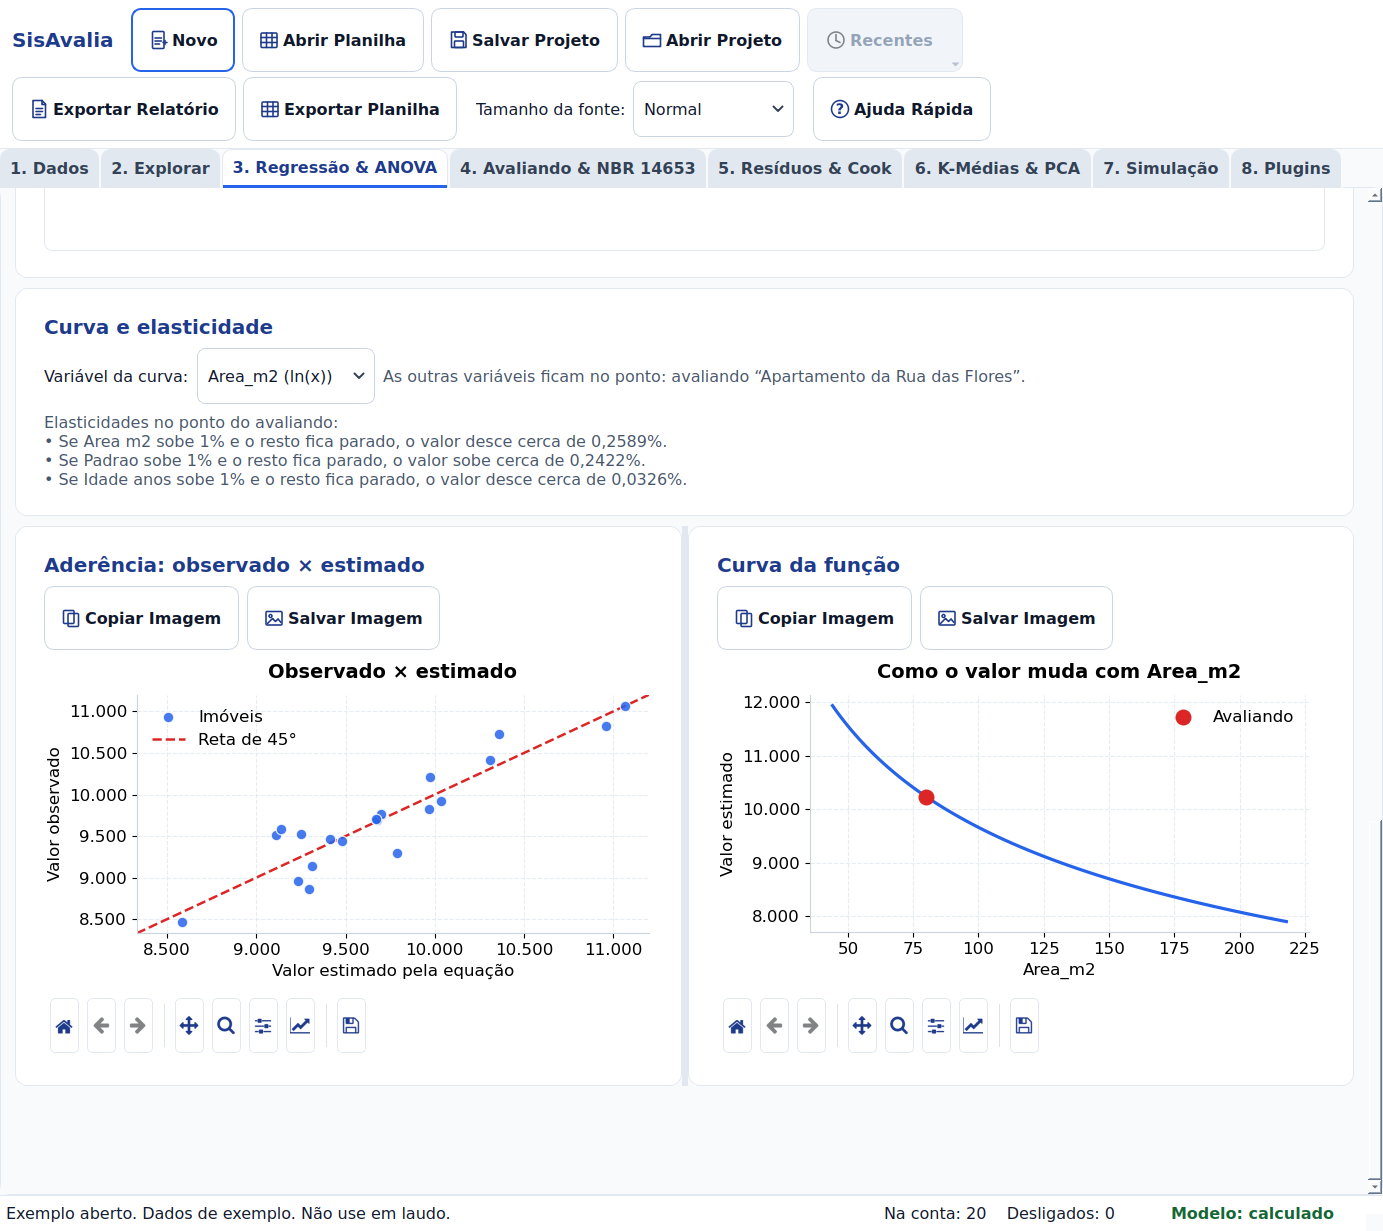 SisAvalia
Novo
Abrir Planilha
Salvar Projeto
Abrir Projeto
Recentes
Exportar Relatório
Exportar Planilha
Tamanho da fonte:
Normal
Ajuda Rápida
1. Dados
2. Explorar
3. Regressão & ANOVA
4. Avaliando & NBR 14653
5. Resíduos & Cook
6. K-Médias & PCA
7. Simulação
8. Plugins
Curva e elasticidade
Variável da curva:
Area_m2 (ln(x))
As outras variáveis ficam no ponto: avaliando “Apartamento da Rua das Flores”.
Elasticidades no ponto do avaliando:
• Se Area m2 sobe 1% e o resto fica parado, o valor desce cerca de 0,2589%.
• Se Padrao sobe 1% e o resto fica parado, o valor sobe cerca de 0,2422%.
• Se Idade anos sobe 1% e o resto fica parado, o valor desce cerca de 0,0326%.
Aderência: observado × estimado
Copiar Imagem
Salvar Imagem
Observado × estimado
Imóveis
Reta de 45°
Valor observado
11.000
10.500
10.000
9.500
9.000
8.500
8.500
9.000
9.500
10.000
10.500
11.000
Valor estimado pela equação
Curva da função
Copiar Imagem
Salvar Imagem
Como o valor muda com Area_m2
Avaliando
Valor estimado
12.000
11.000
10.000
9.000
8.000
50
75
100
125
150
175
200
225
Area_m2
Exemplo aberto. Dados de exemplo. Não use em laudo.
Na conta: 20
Desligados: 0
Modelo: calculado